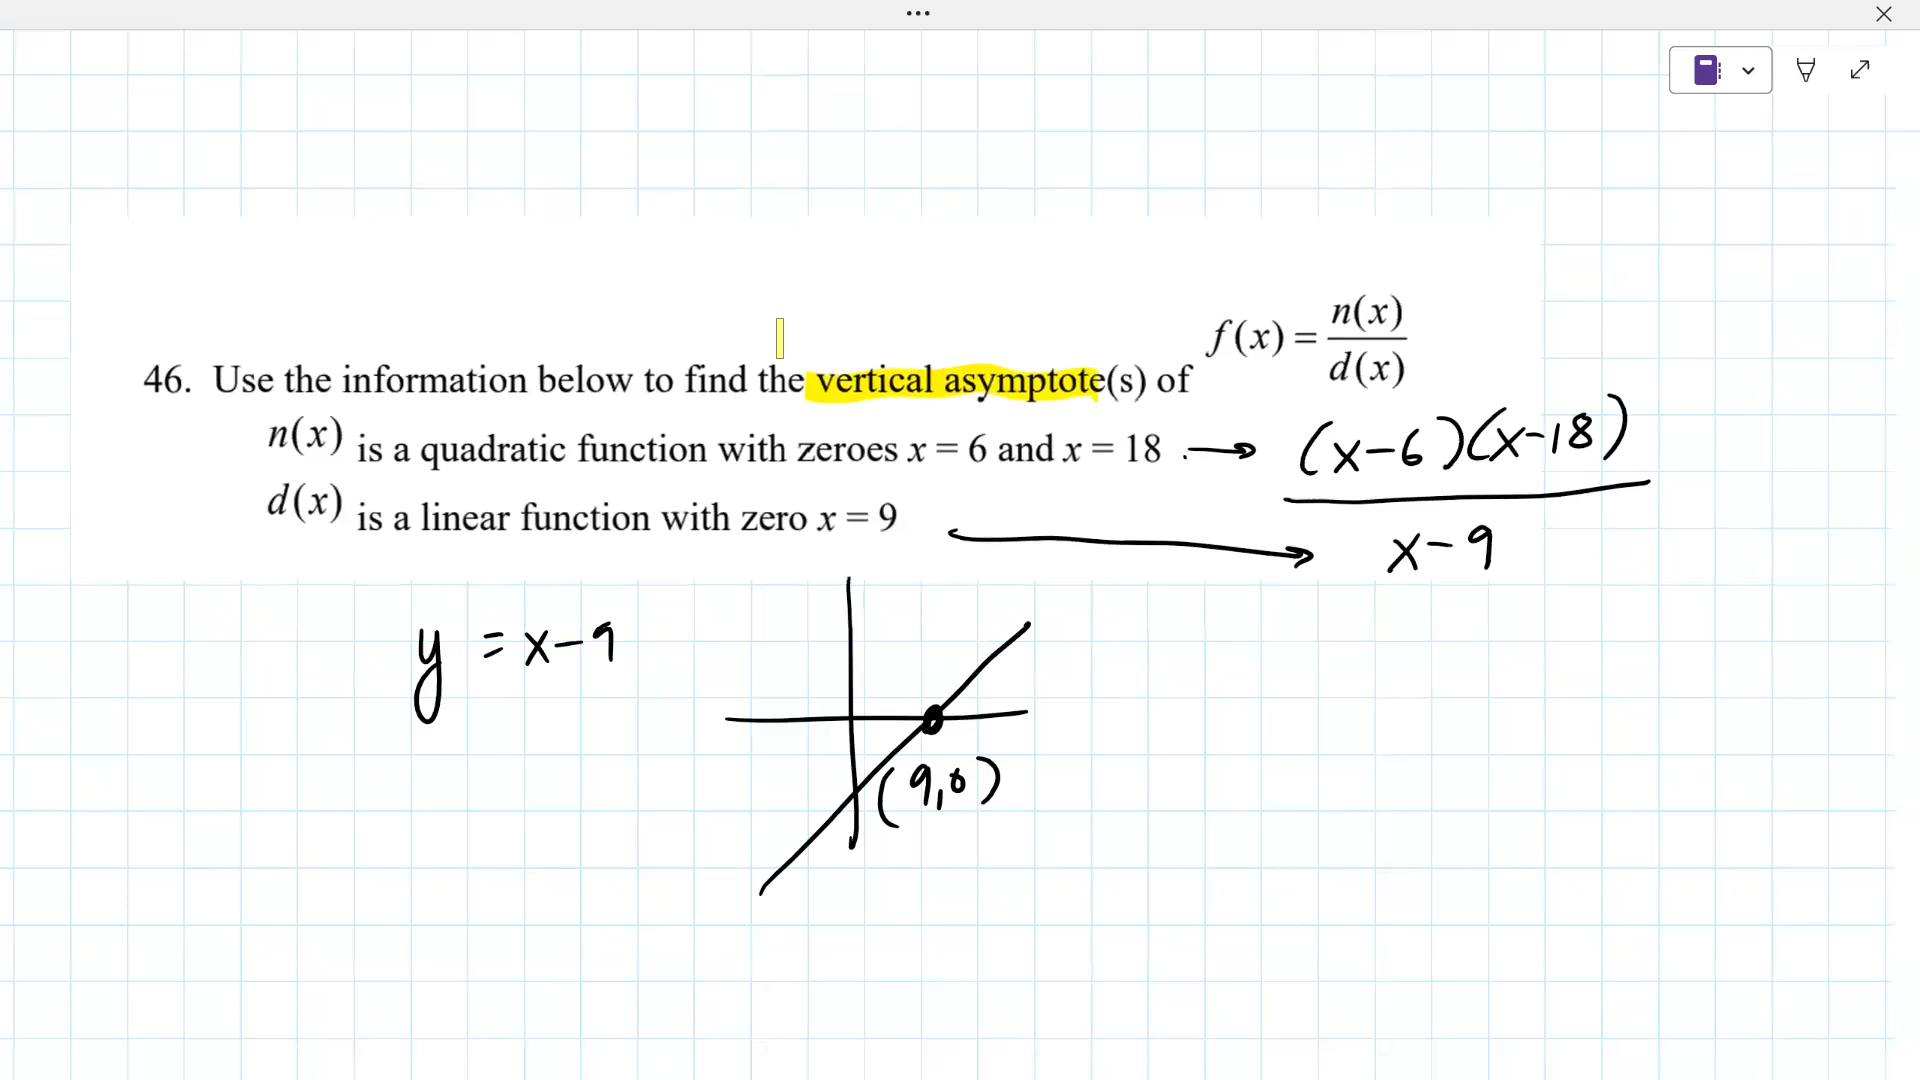 46. Use the information below to find the vertical asymptote(s) of f(x) = n(x)/d(x)
n(x) is a quadratic function with zeroes x = 6 and x = 18 → (x-6)(x-18)
d(x) is a linear function with zero x = 9 → x-9
y = x-9
(9,0)